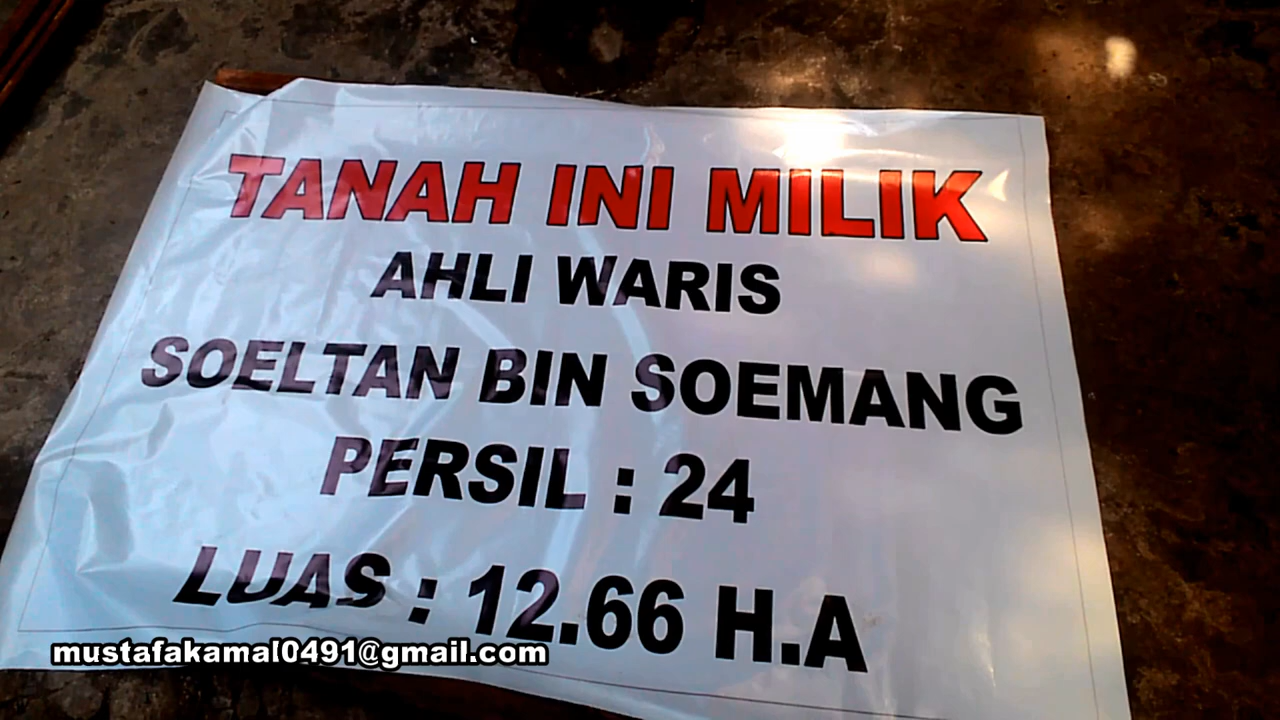 TANAH INI MILIK
AHLI WARIS
SOELTAN BIN SOEMANG
PERSIL : 24
LUAS : 12.66 H.A
mustafakamal0491@gmail.com